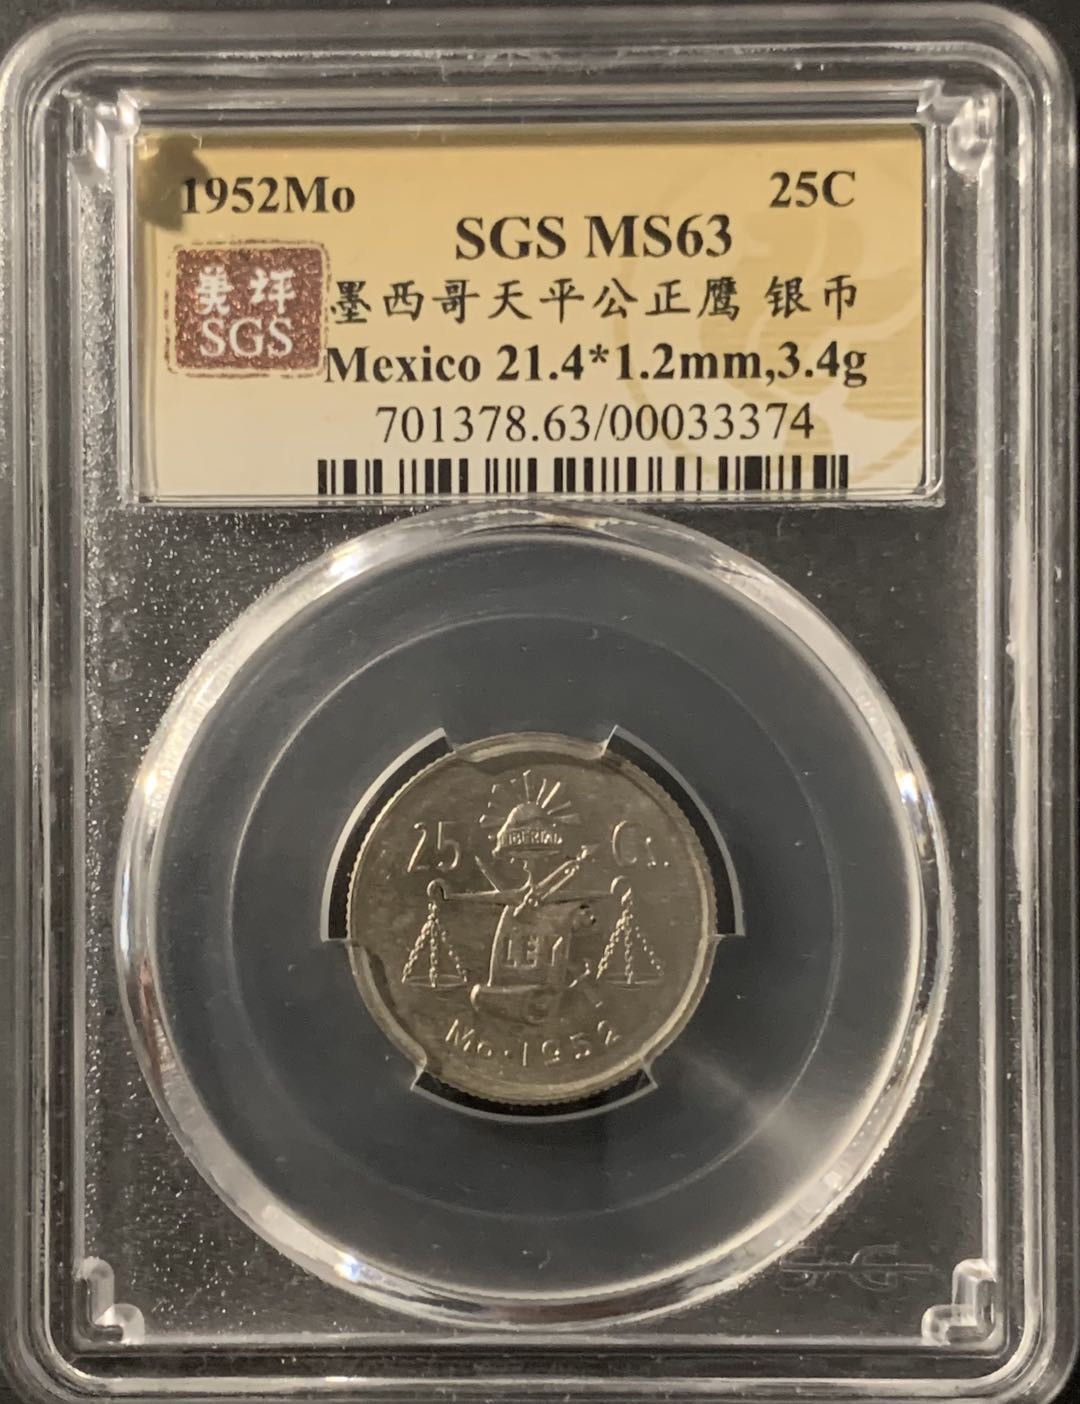 1952Mo 25C
SGS MS63
美评
SGS
墨西哥天平公正鹰 银币
Mexico 21.4*1.2mm,3.4g
701378.63/00033374
25 Cs.
LIBERTAD
LEY
Mo·1952
SGS